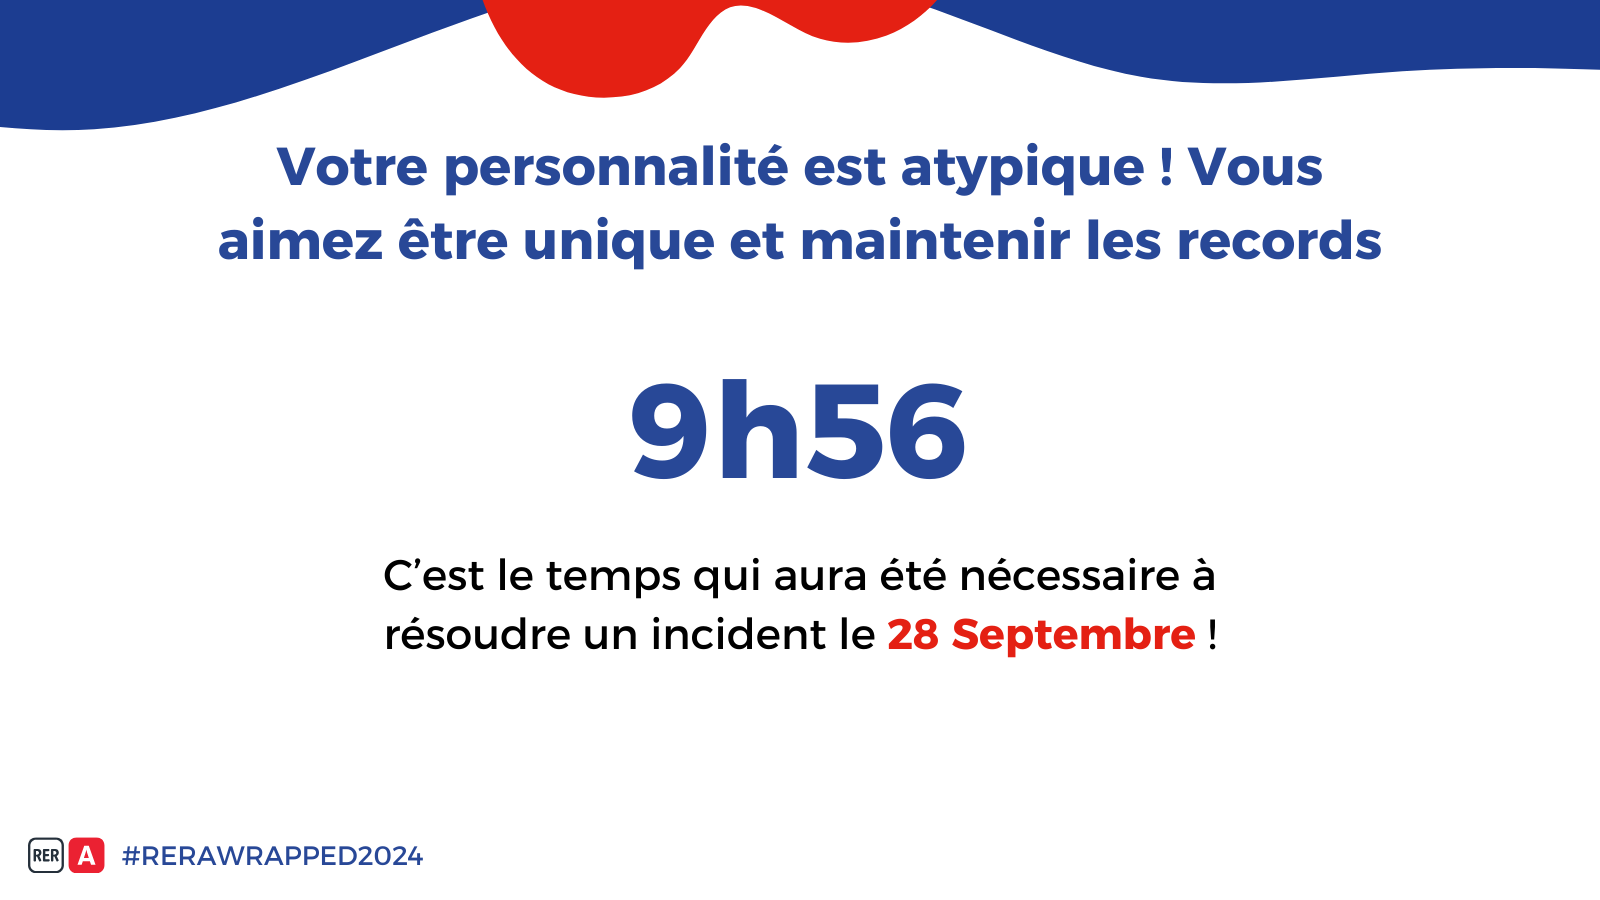 Votre personnalité est atypique ! Vous
aimez être unique et maintenir les records
9h56
C’est le temps qui aura été nécessaire à
résoudre un incident le 28 Septembre !
RER A #RERAWRAPPED2024